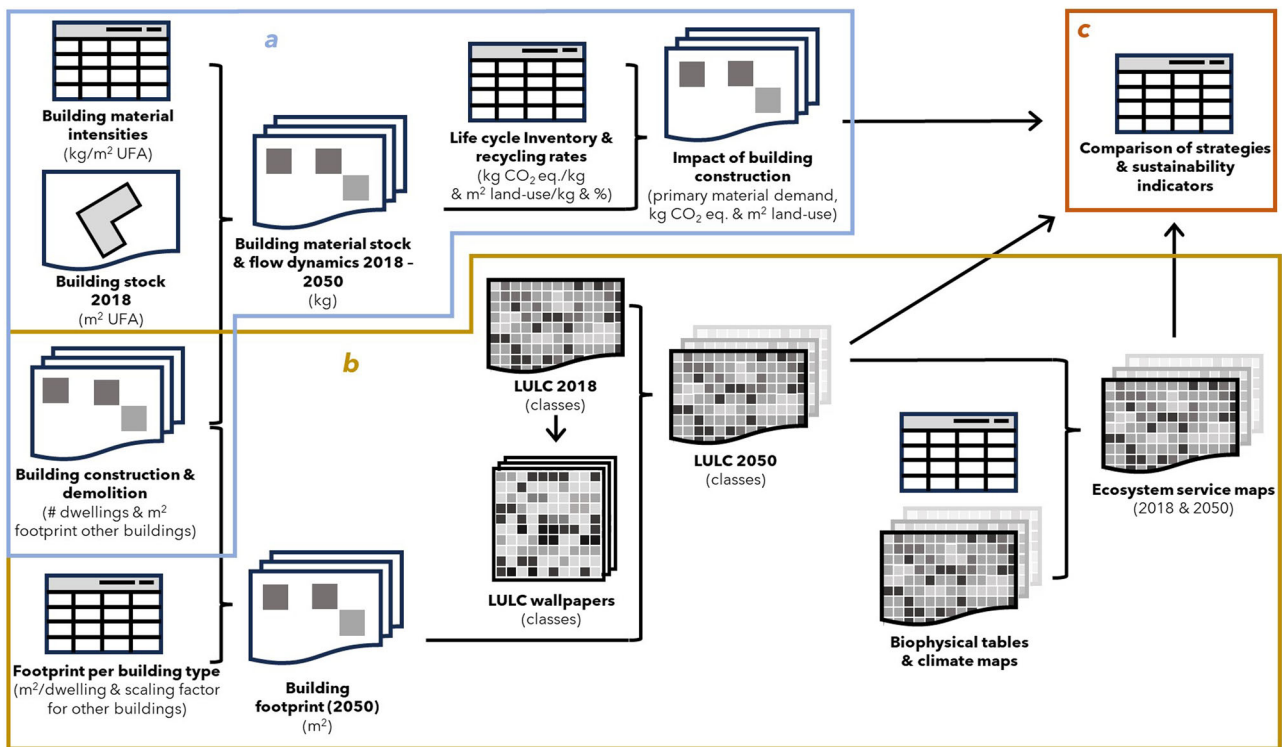 a
Building material
intensities
(kg/m² UFA)
Building stock
2018
(m² UFA)
Building material stock
& flow dynamics 2018 –
2050
(kg)
Life cycle Inventory &
recycling rates
(kg CO₂ eq./kg
& m² land-use/kg & %)
Impact of building
construction
(primary material demand,
kg CO₂ eq. & m² land-use)
c
Comparison of strategies
& sustainability
indicators
b
Building construction &
demolition
(# dwellings & m²
footprint other buildings)
Footprint per building type
(m²/dwelling & scaling factor
for other buildings)
Building
footprint (2050)
(m²)
LULC 2018
(classes)
LULC wallpapers
(classes)
LULC 2050
(classes)
Biophysical tables
& climate maps
Ecosystem service maps
(2018 & 2050)